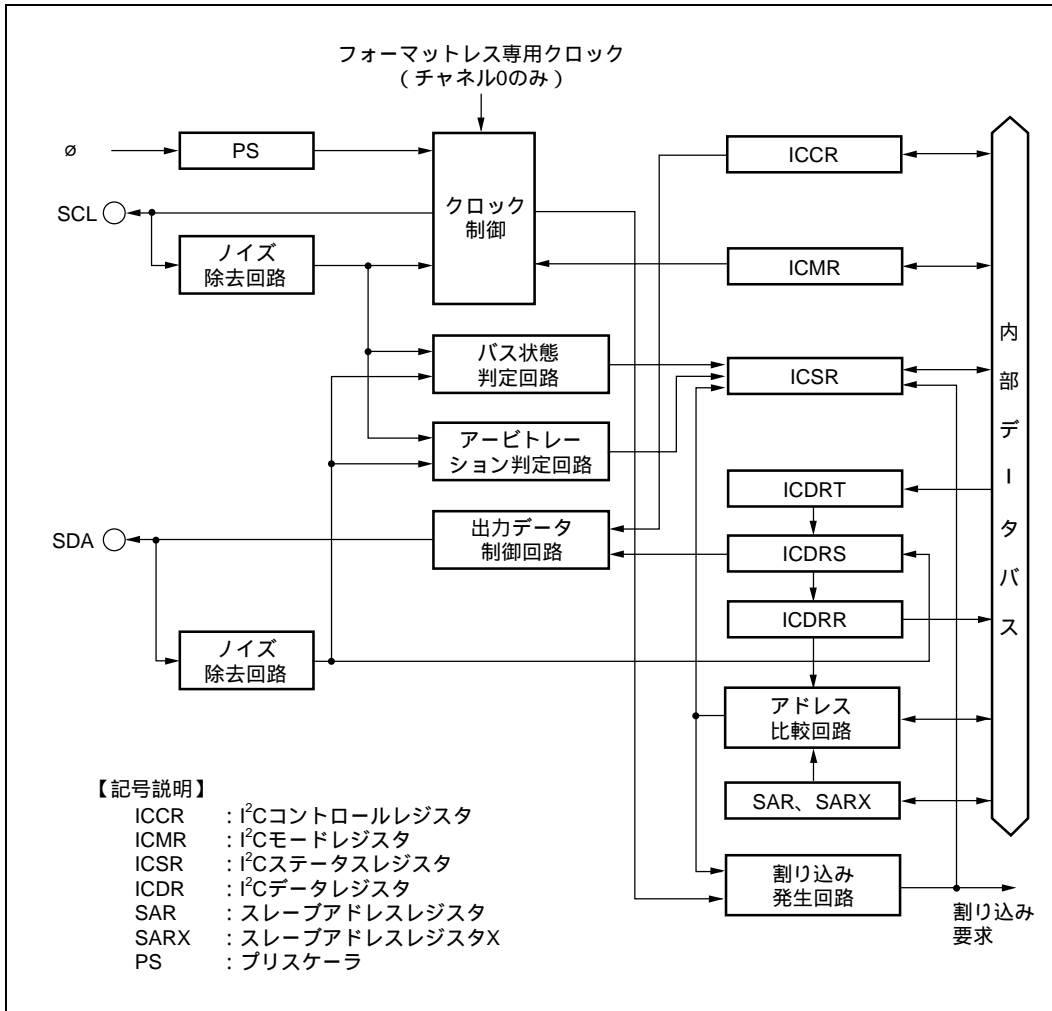 フォーマットレス専用クロック
（チャネル0のみ）
ø
PS
ICCR
SCL
クロック
制御
ノイズ
除去回路
ICMR
内部データバス
バス状態
判定回路
ICSR
アービトレー
ション判定回路
ICDRT
SDA
出力データ
制御回路
ICDRS
ICDRR
ノイズ
除去回路
アドレス
比較回路
SAR、SARX
割り込み
発生回路
割り込み
要求
【記号説明】
ICCR ：I²Cコントロールレジスタ
ICMR ：I²Cモードレジスタ
ICSR ：I²Cステータスレジスタ
ICDR ：I²Cデータレジスタ
SAR ：スレーブアドレスレジスタ
SARX ：スレーブアドレスレジスタX
PS ：プリスケーラ